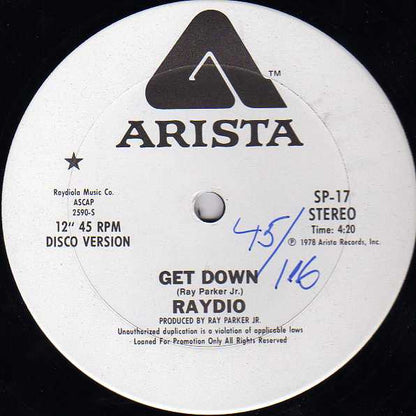 ™
ARISTA
Raydiola Music Co.
ASCAP
2590-S
12" 45 RPM
DISCO VERSION
SP-17
STEREO
Time: 4:20
Ⓟ 1978 Arista Records, Inc.
45/116
GET DOWN
(Ray Parker Jr.)
RAYDIO
PRODUCED BY RAY PARKER JR.
Unauthorized duplication is a violation of applicable laws
Loaned For Promotion Only All Rights Reserved